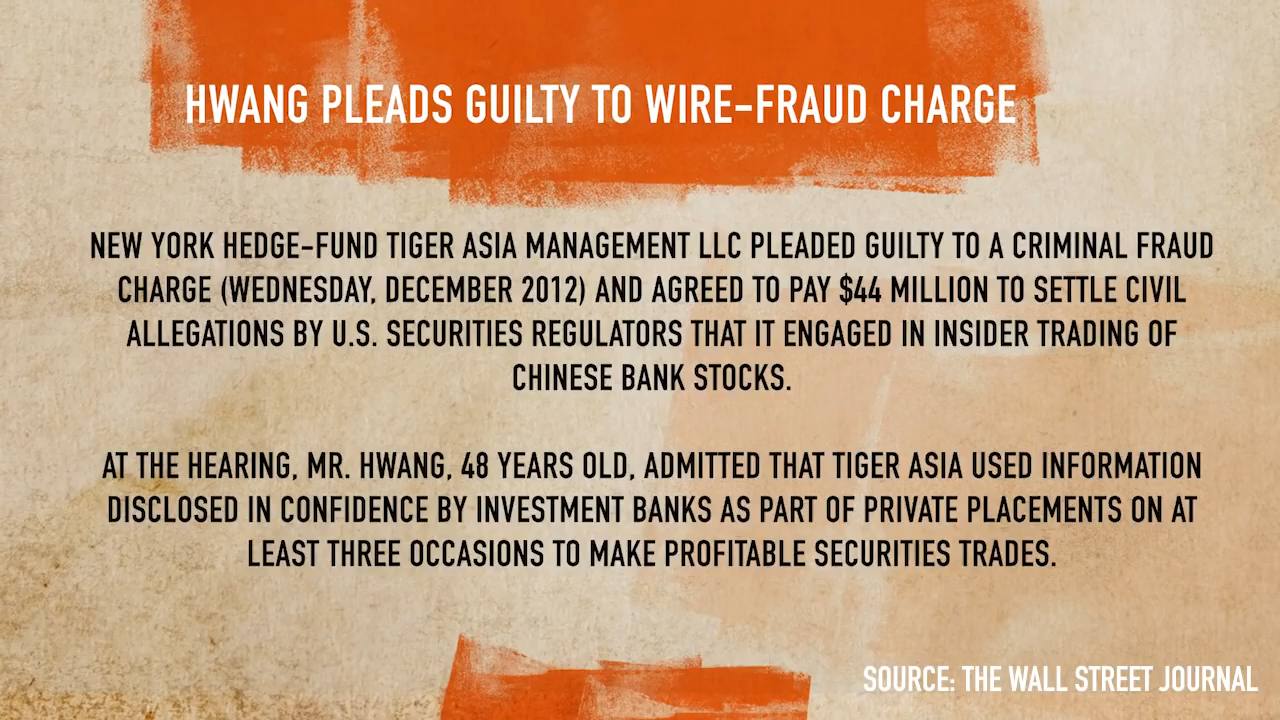 HWANG PLEADS GUILTY TO WIRE-FRAUD CHARGE
NEW YORK HEDGE-FUND TIGER ASIA MANAGEMENT LLC PLEADED GUILTY TO A CRIMINAL FRAUD
CHARGE (WEDNESDAY, DECEMBER 2012) AND AGREED TO PAY $44 MILLION TO SETTLE CIVIL
ALLEGATIONS BY U.S. SECURITIES REGULATORS THAT IT ENGAGED IN INSIDER TRADING OF
CHINESE BANK STOCKS.
AT THE HEARING, MR. HWANG, 48 YEARS OLD, ADMITTED THAT TIGER ASIA USED INFORMATION
DISCLOSED IN CONFIDENCE BY INVESTMENT BANKS AS PART OF PRIVATE PLACEMENTS ON AT
LEAST THREE OCCASIONS TO MAKE PROFITABLE SECURITIES TRADES.
SOURCE: THE WALL STREET JOURNAL